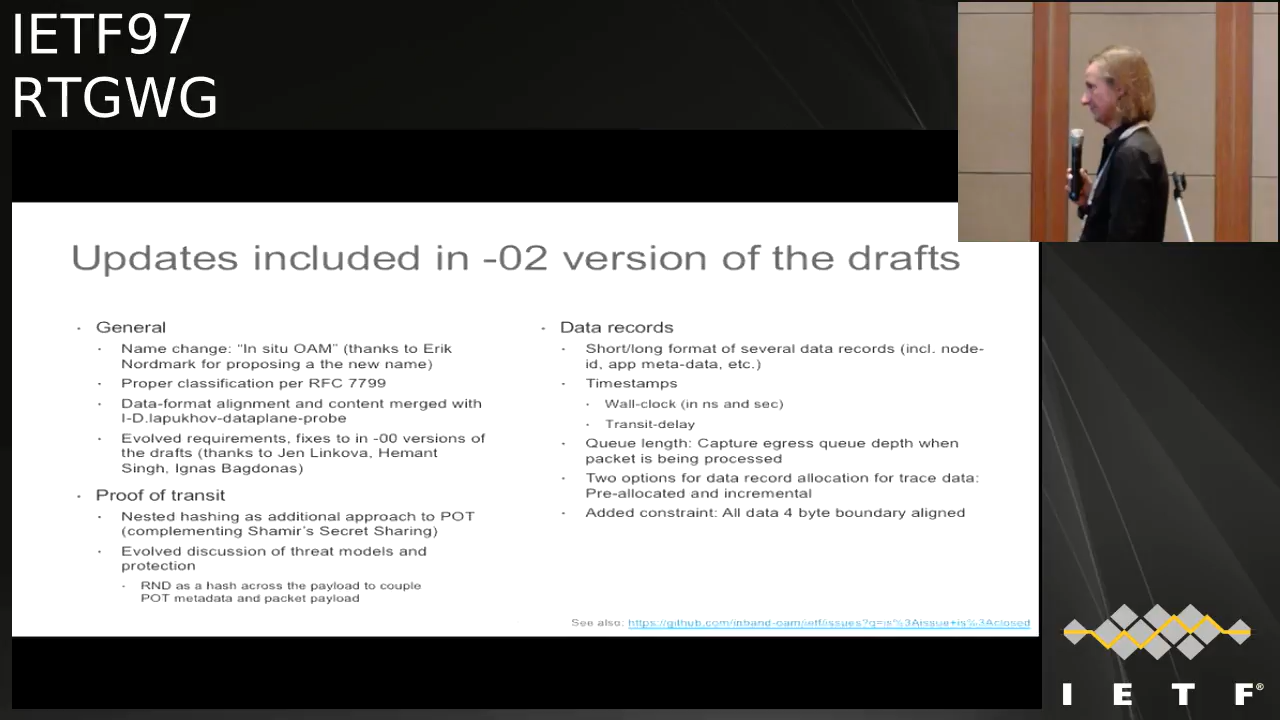 IETF97
RTGWG
Updates included in -02 version of the drafts
· General
· Name change: "In situ OAM" (thanks to Erik
Nordmark for proposing a the new name)
· Proper classification per RFC 7799
· Data-format alignment and content merged with
I-D.lapukhov-dataplane-probe
· Evolved requirements, fixes to in -00 versions of
the drafts (thanks to Jen Linkova, Hemant
Singh, Ignas Bagdonas)
· Proof of transit
· Nested hashing as additional approach to POT
(complementing Shamir's Secret Sharing)
· Evolved discussion of threat models and
protection
· RND as a hash across the payload to couple
POT metadata and packet payload
· Data records
· Short/long format of several data records (incl. node-
id, app meta-data, etc.)
· Timestamps
· Wall-clock (in ns and sec)
· Transit-delay
· Queue length: Capture egress queue depth when
packet is being processed
· Two options for data record allocation for trace data:
Pre-allocated and incremental
· Added constraint: All data 4 byte boundary aligned
See also: https://github.com/inband-oam/ietf/issues?q=is%3Aissue+is%3Aclosed
I E T F®